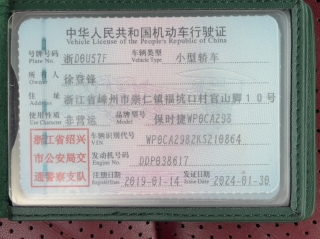 中华人民共和国机动车行驶证
Vehicle License of the People's Republic of China
号牌号码 浙D8U57F 车辆类型 小型轿车
Plate No. Vehicle Type
所有人 徐登锋
Owner
住址 浙江省嵊州市崇仁镇福坑口村官山脚10号
Address
使用性质 非营运 品牌型号 保时捷WP0CA298
Use Character Model
浙江省绍兴
市公安局交
通警察支队
车辆识别代号 WP0CA2982KS210864
VIN
发动机号码 DDP038617
Engine No.
注册日期 2019-01-14 发证日期 2024-01-30
Register Date Issue Date